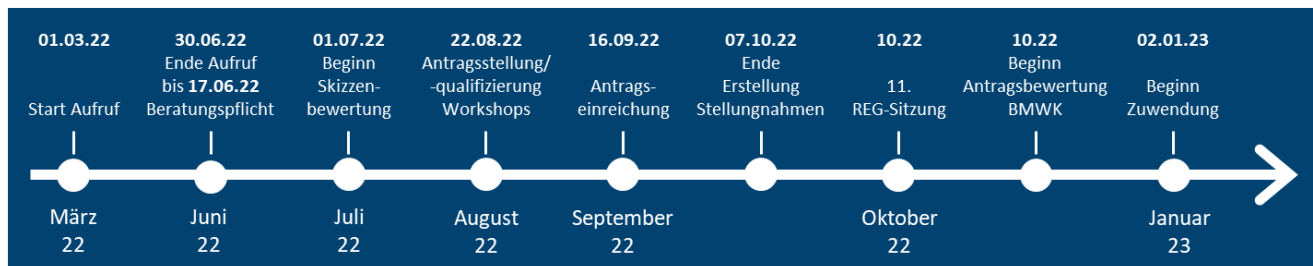 01.03.22
Start Aufruf
30.06.22
Ende Aufruf
bis 17.06.22
Beratungspflicht
01.07.22
Beginn
Skizzen-
bewertung
22.08.22
Antragsstellung/
-qualifizierung
Workshops
16.09.22
Antrags-
einreichung
07.10.22
Ende
Erstellung
Stellungnahmen
10.22
11.
REG-Sitzung
10.22
Beginn
Antragsbewertung
BMWK
02.01.23
Beginn
Zuwendung
März
22
Juni
22
Juli
22
August
22
September
22
Oktober
22
Januar
23